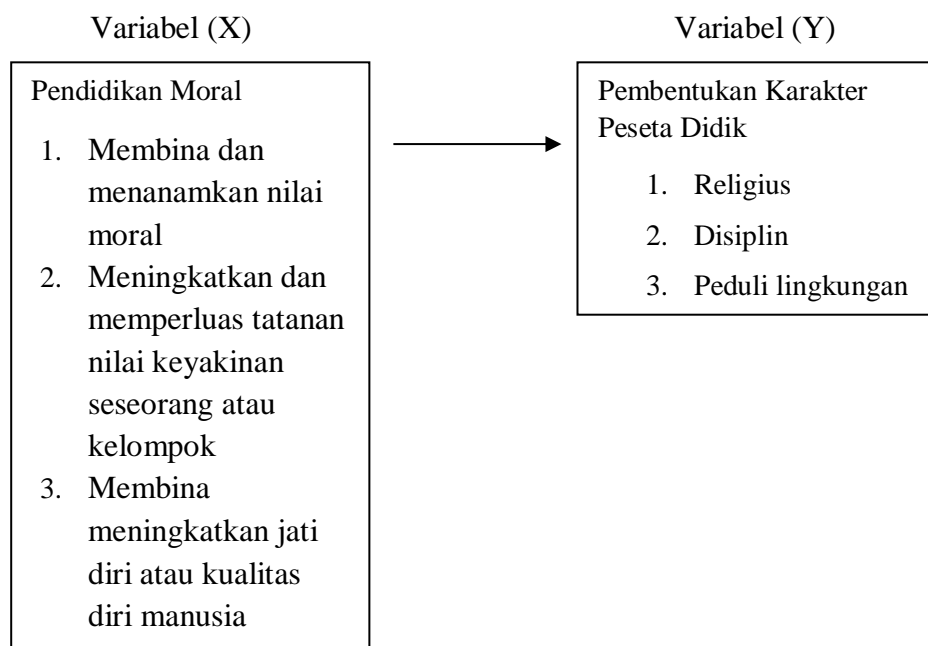 Variabel (X)
Pendidikan Moral
1. Membina dan
menanamkan nilai
moral
2. Meningkatkan dan
memperluas tatanan
nilai keyakinan
seseorang atau
kelompok
3. Membina
meningkatkan jati
diri atau kualitas
diri manusia
Variabel (Y)
Pembentukan Karakter
Peseta Didik
1. Religius
2. Disiplin
3. Peduli lingkungan